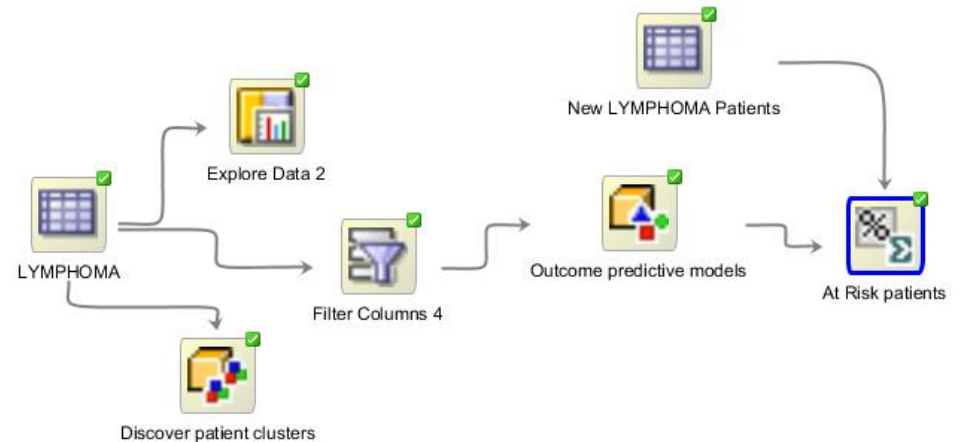 New LYMPHOMA Patients
Explore Data 2
LYMPHOMA
Filter Columns 4
Outcome predictive models
%
Σ
At Risk patients
Discover patient clusters